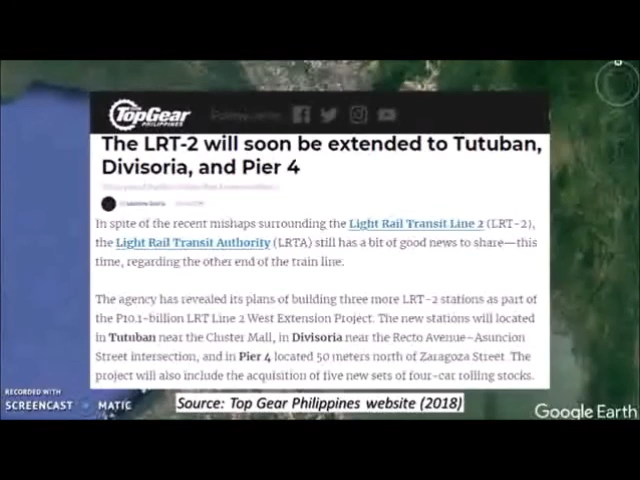 TopGear
PHILIPPINES
The LRT-2 will soon be extended to Tutuban,
Divisoria, and Pier 4
In spite of the recent mishaps surrounding the Light Rail Transit Line 2 (LRT-2),
the Light Rail Transit Authority (LRTA) still has a bit of good news to share—this
time, regarding the other end of the train line.
The agency has revealed its plans of building three more LRT-2 stations as part of
the P10.1-billion LRT Line 2 West Extension Project. The new stations will located
in Tutuban near the Cluster Mall, in Divisoria near the Recto Avenue–Asuncion
Street intersection, and in Pier 4 located 50 meters north of Zaragoza Street. The
project will also include the acquisition of five new sets of four-car rolling stocks.
RECORDED WITH
SCREENCAST MATIC
Source: Top Gear Philippines website (2018)
Google Earth